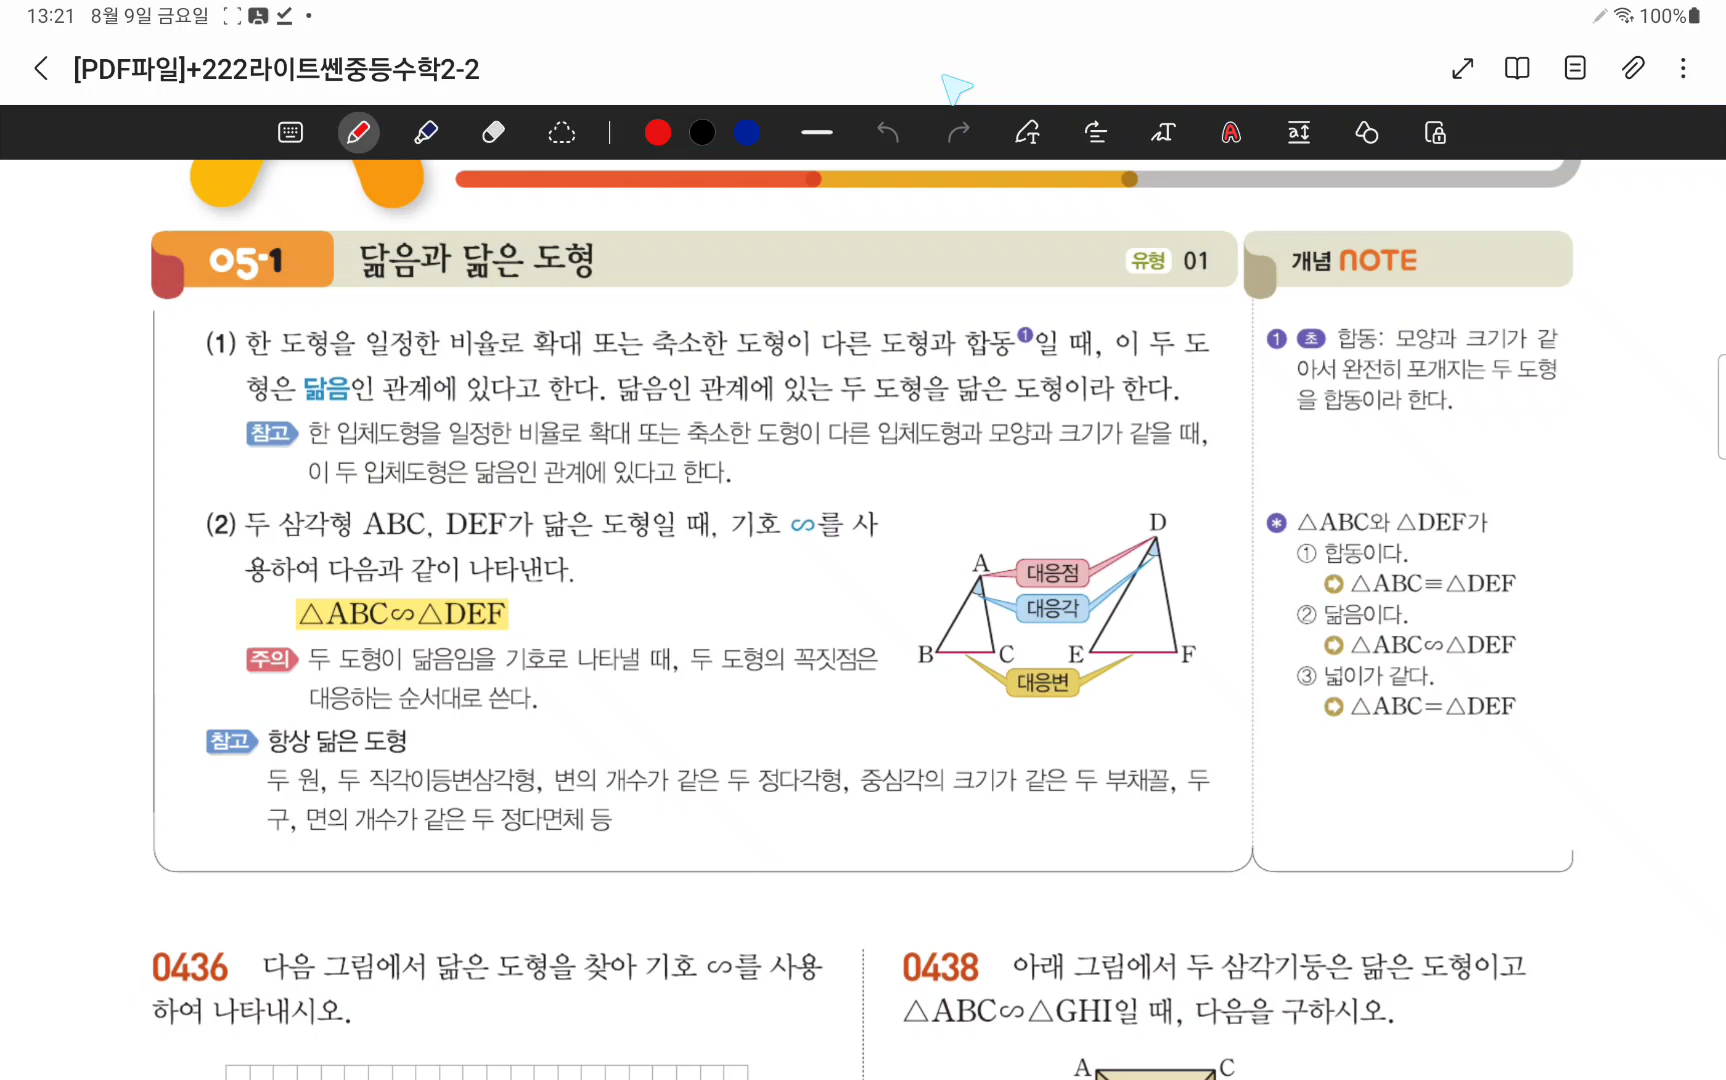 13:21 8월 9일 금요일
100%
[PDF파일]+222라이트쎈중등수학2-2
05-1 닮음과 닮은 도형
유형 01
(1) 한 도형을 일정한 비율로 확대 또는 축소한 도형이 다른 도형과 합동❶일 때, 이 두 도
형은 닮음인 관계에 있다고 한다. 닮음인 관계에 있는 두 도형을 닮은 도형이라 한다.
참고 한 입체도형을 일정한 비율로 확대 또는 축소한 도형이 다른 입체도형과 모양과 크기가 같을 때,
이 두 입체도형은 닮음인 관계에 있다고 한다.
(2) 두 삼각형 ABC, DEF가 닮은 도형일 때, 기호 ∽를 사
용하여 다음과 같이 나타낸다.
△ABC∽△DEF
주의 두 도형이 닮음임을 기호로 나타낼 때, 두 도형의 꼭짓점은
대응하는 순서대로 쓴다.
D
A
대응점
대응각
B C E F
대응변
참고 항상 닮은 도형
두 원, 두 직각이등변삼각형, 변의 개수가 같은 두 정다각형, 중심각의 크기가 같은 두 부채꼴, 두
구, 면의 개수가 같은 두 정다면체 등
개념 NOTE
❶ 초 합동: 모양과 크기가 같
아서 완전히 포개지는 두 도형
을 합동이라 한다.
* △ABC와 △DEF가
① 합동이다.
➲ △ABC≡△DEF
② 닮음이다.
➲ △ABC∽△DEF
③ 넓이가 같다.
➲ △ABC=△DEF
0436 다음 그림에서 닮은 도형을 찾아 기호 ∽를 사용
하여 나타내시오.
0438 아래 그림에서 두 삼각기둥은 닮은 도형이고
△ABC∽△GHI일 때, 다음을 구하시오.
A C